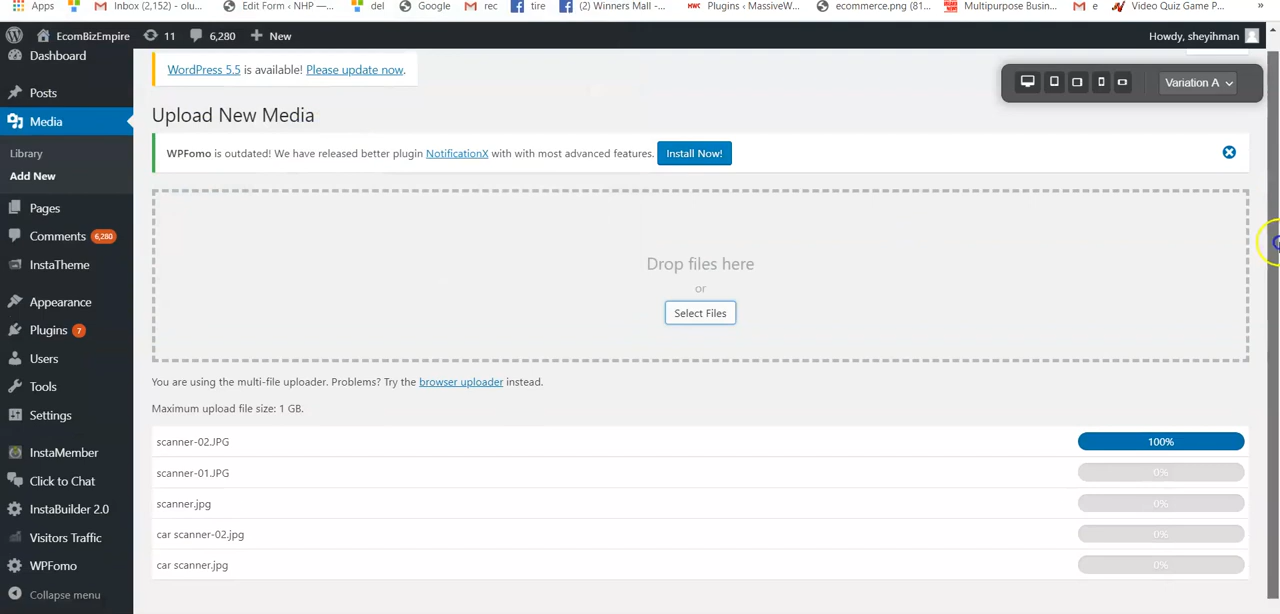 Apps
Inbox (2,152) - olu...
Edit Form ‹ NHP —...
del
Google
rec
tire
(2) Winners Mall -...
Plugins ‹ MassiveW...
ecommerce.png (81...
Multipurpose Busin...
e
Video Quiz Game P...
»
EcomBizEmpire
11
6,280
New
Howdy, sheyihman
Dashboard
Posts
Media
Library
Add New
Pages
Comments 6,280
InstaTheme
Appearance
Plugins 7
Users
Tools
Settings
InstaMember
Click to Chat
InstaBuilder 2.0
Visitors Traffic
WPFomo
Collapse menu
WordPress 5.5 is available! Please update now.
Variation A
Upload New Media
WPFomo is outdated! We have released better plugin NotificationX with with most advanced features. Install Now!
Drop files here
or
Select Files
You are using the multi-file uploader. Problems? Try the browser uploader instead.
Maximum upload file size: 1 GB.
scanner-02.JPG 100%
scanner-01.JPG 0%
scanner.jpg 0%
car scanner-02.jpg 0%
car scanner.jpg 0%